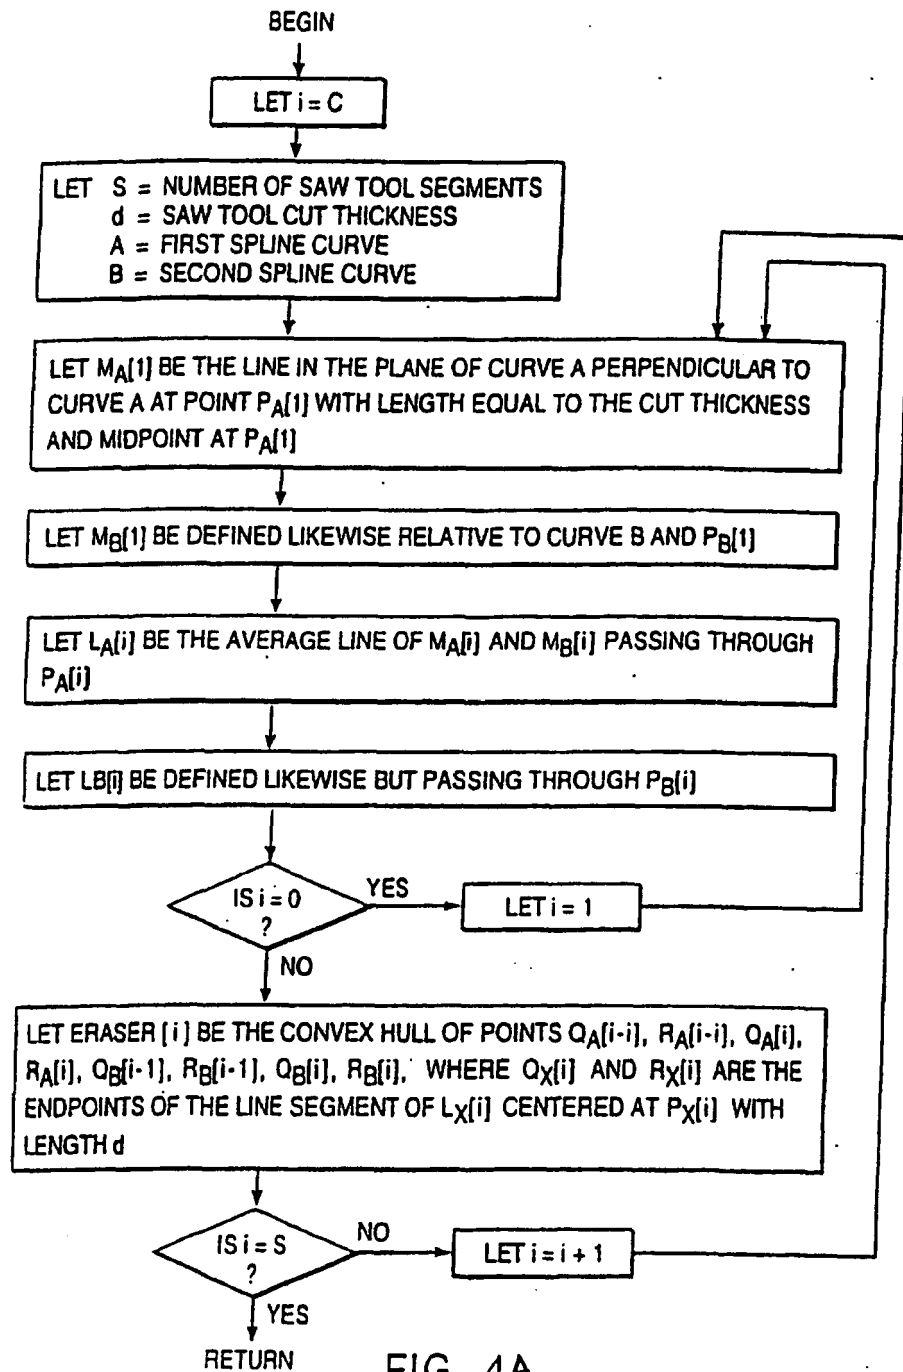 BEGIN
LET i = C
LET S = NUMBER OF SAW TOOL SEGMENTS
d = SAW TOOL CUT THICKNESS
A = FIRST SPLINE CURVE
B = SECOND SPLINE CURVE
LET MA[1] BE THE LINE IN THE PLANE OF CURVE A PERPENDICULAR TO
CURVE A AT POINT PA[1] WITH LENGTH EQUAL TO THE CUT THICKNESS
AND MIDPOINT AT PA[1]
LET MB[1] BE DEFINED LIKEWISE RELATIVE TO CURVE B AND PB[1]
LET LA[i] BE THE AVERAGE LINE OF MA[i] AND MB[i] PASSING THROUGH
PA[i]
LET LB[i] BE DEFINED LIKEWISE BUT PASSING THROUGH PB[i]
IS i = 0
?
YES
LET i = 1
NO
LET ERASER [i] BE THE CONVEX HULL OF POINTS QA[i-i], RA[i-i], QA[i],
RA[i], QB[i-1], RB[i-1], QB[i], RB[i], WHERE QX[i] AND RX[i] ARE THE
ENDPOINTS OF THE LINE SEGMENT OF LX[i] CENTERED AT PX[i] WITH
LENGTH d
IS i = S
?
NO
LET i = i + 1
YES
RETURN
FIG. 4A